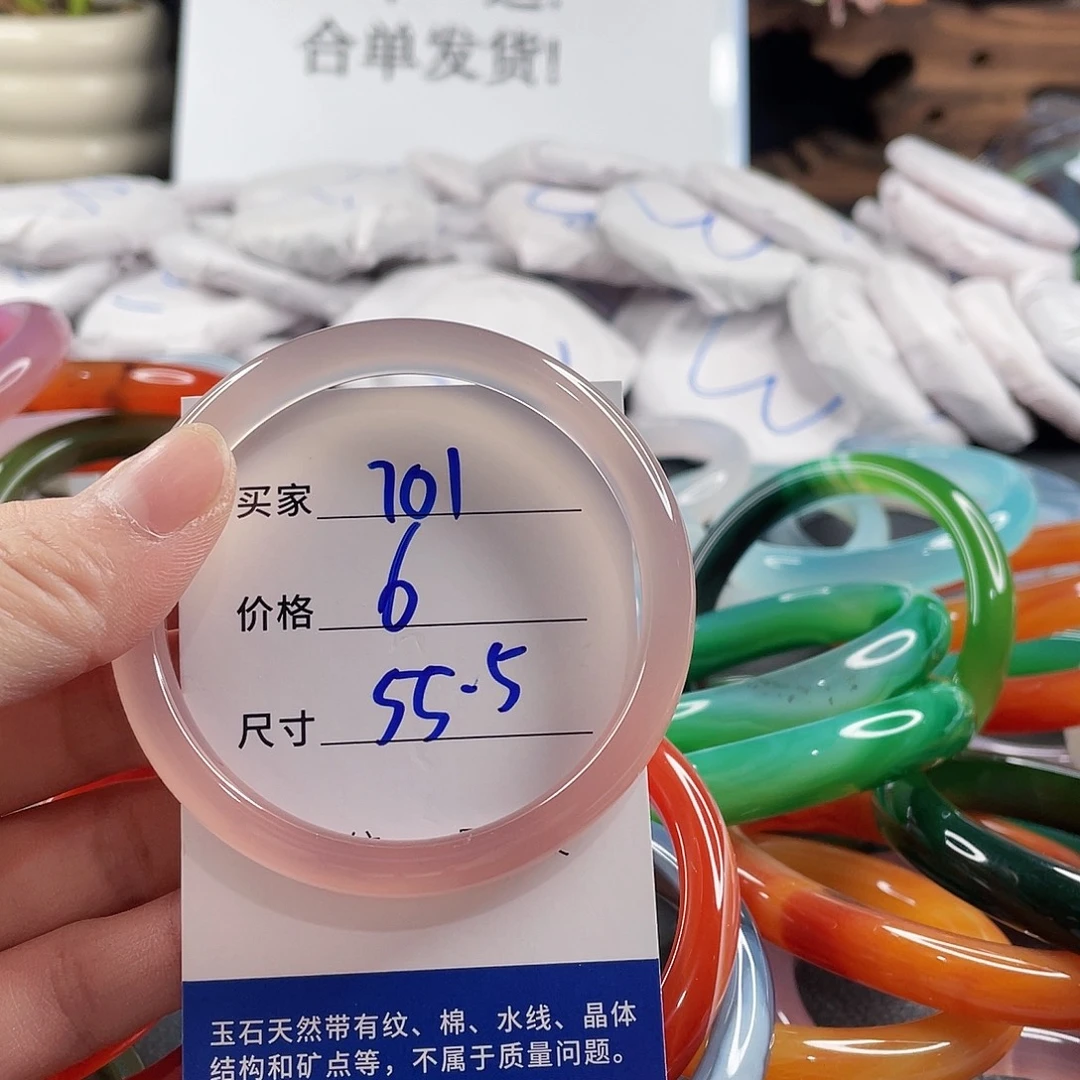 合单发货!
买家 701
价格 6
尺寸 55.5
玉石天然带有纹、棉、水线、晶体
结构和矿点等，不属于质量问题。